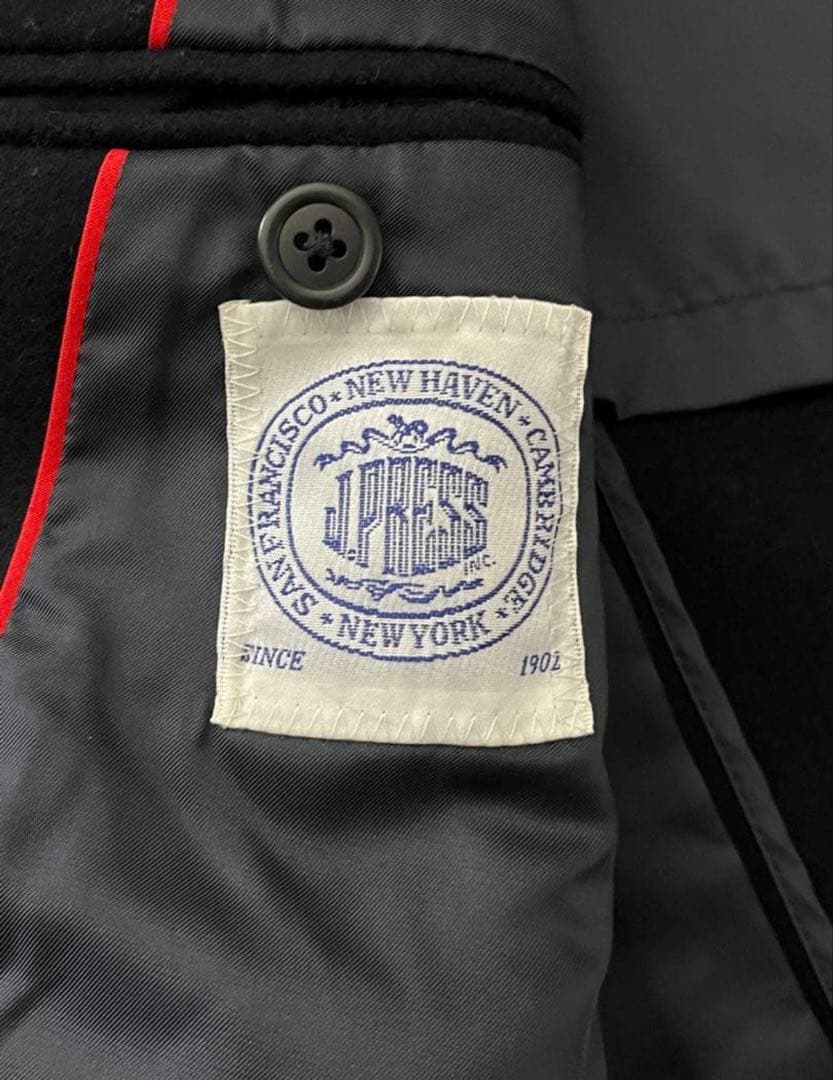 SAN FRANCISCO ★ NEW HAVEN ★ CAMBRIDGE ★ NEW YORK ★
J.PRESS
INC.
SINCE 1902